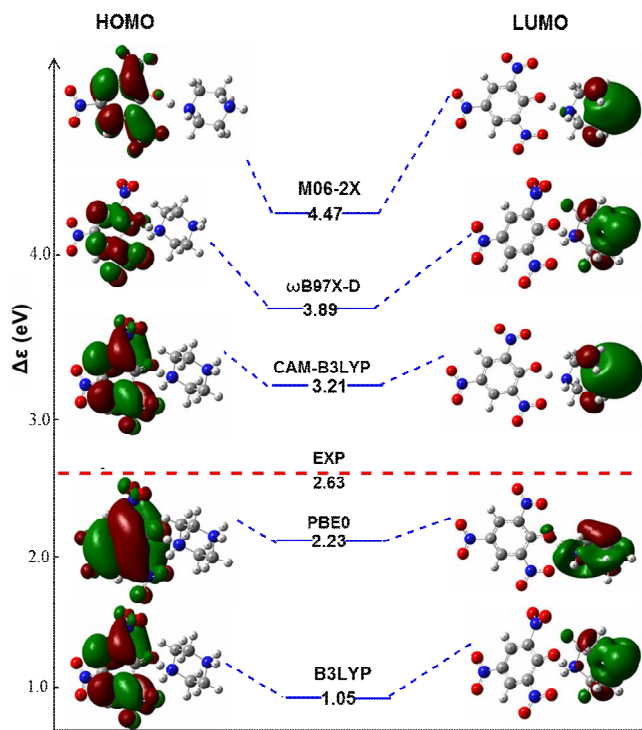 HOMO
LUMO
M06-2X
4.47
4.0
ωB97X-D
3.89
Δε (eV)
CAM-B3LYP
3.21
3.0
EXP
2.63
PBE0
2.23
2.0
B3LYP
1.05
1.0